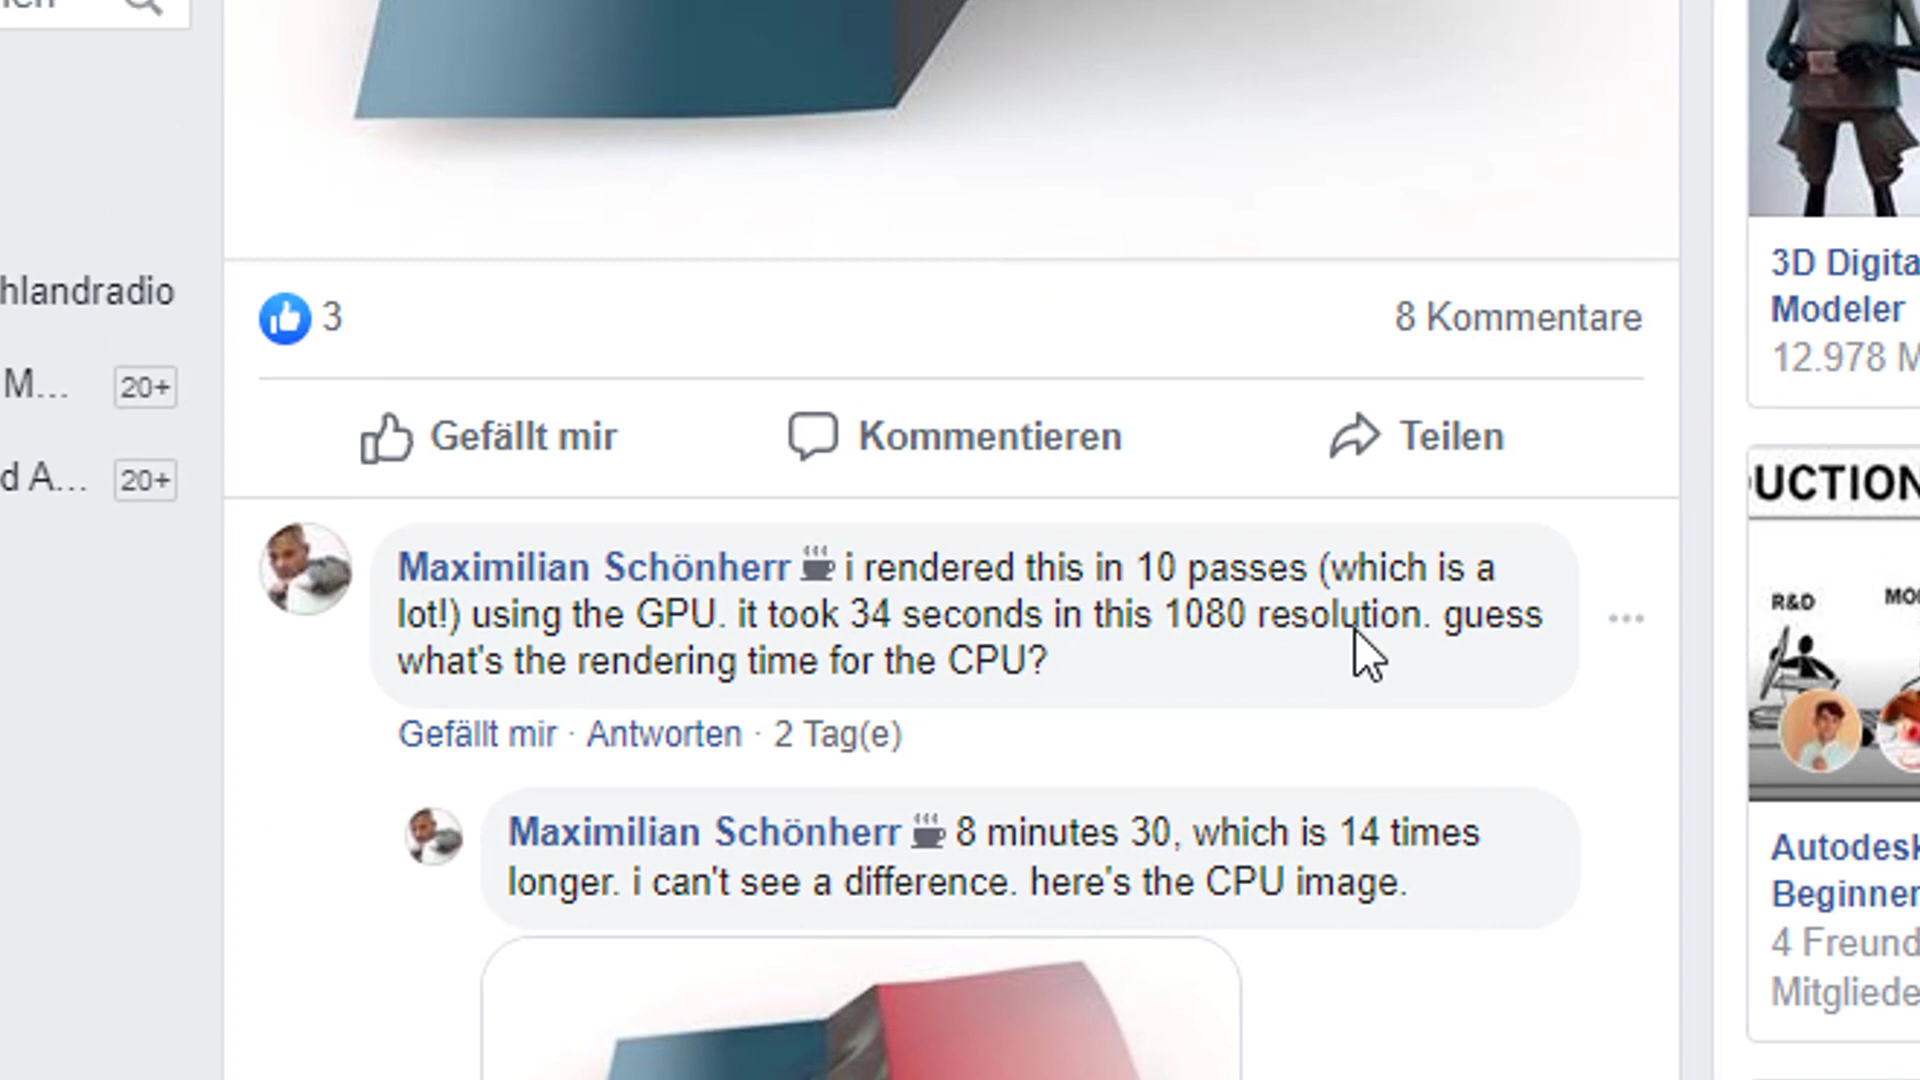 hlandradio
M... 20+
d A... 20+
3
8 Kommentare
Gefällt mir
Kommentieren
Teilen
Maximilian Schönherr i rendered this in 10 passes (which is a
lot!) using the GPU. it took 34 seconds in this 1080 resolution. guess
what's the rendering time for the CPU?
Gefällt mir · Antworten · 2 Tag(e)
Maximilian Schönherr 8 minutes 30, which is 14 times
longer. i can't see a difference. here's the CPU image.
3D Digita
Modeler
12.978 M
UCTION
R&D
MO
Autodesk
Beginner
4 Freund
Mitgliede